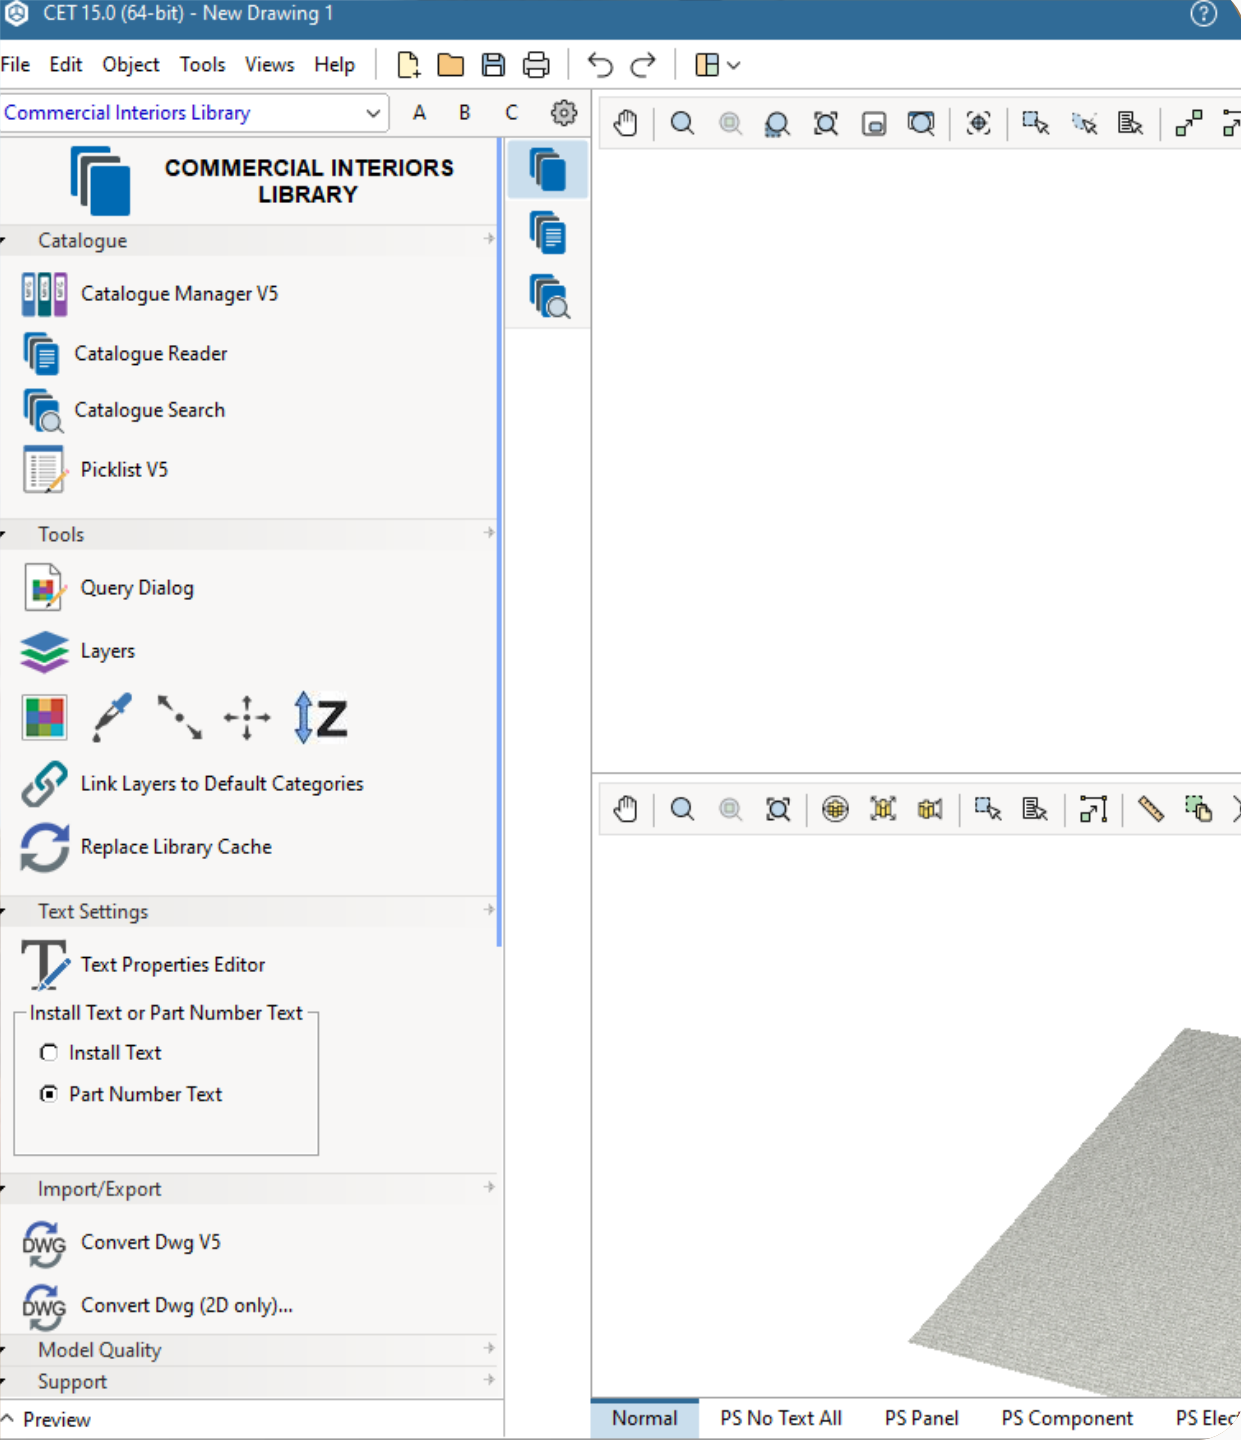 CET 15.0 (64-bit) - New Drawing 1
File Edit Object Tools Views Help
Commercial Interiors Library A B C
COMMERCIAL INTERIORS
LIBRARY
Catalogue
Catalogue Manager V5
Catalogue Reader
Catalogue Search
Picklist V5
Tools
Query Dialog
Layers
Z
Link Layers to Default Categories
Replace Library Cache
Text Settings
Text Properties Editor
Install Text or Part Number Text
Install Text
Part Number Text
Import/Export
DWG Convert Dwg V5
DWG Convert Dwg (2D only)...
Model Quality
Support
Preview
Normal PS No Text All PS Panel PS Component PS Elec